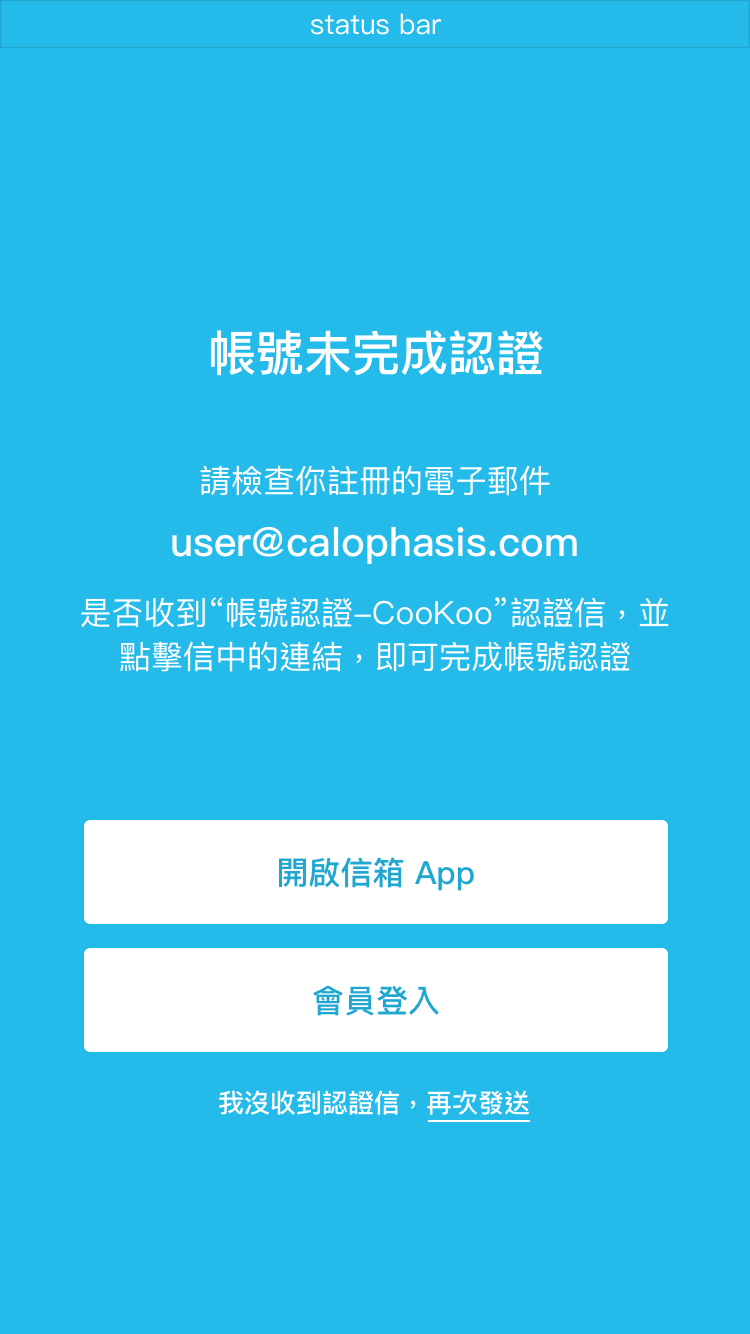 status bar
帳號未完成認證
請檢查你註冊的電子郵件
user@calophasis.com
是否收到“帳號認證–CooKoo”認證信，並
點擊信中的連結，即可完成帳號認證
開啟信箱 App
會員登入
我沒收到認證信，再次發送